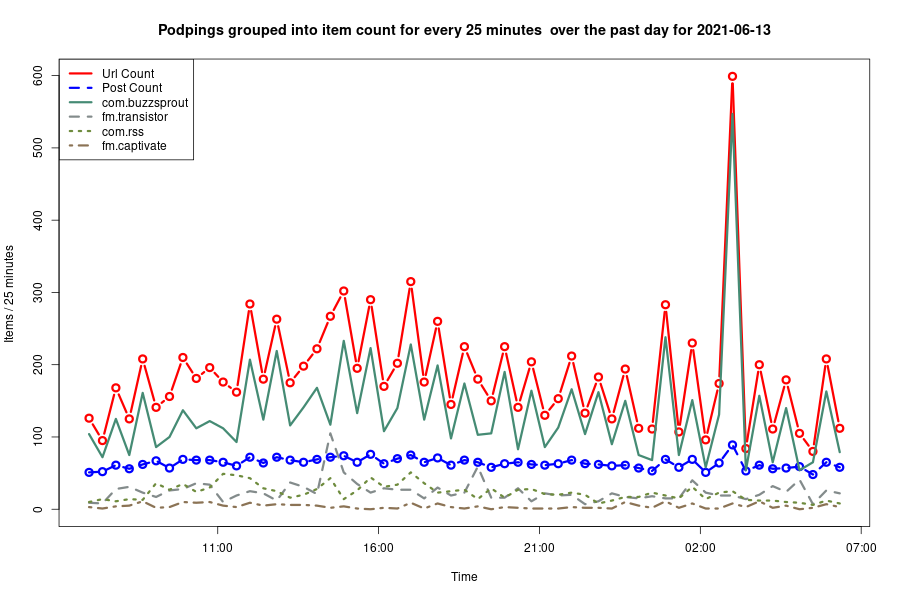 Podpings grouped into item count for every 25 minutes  over the past day for 2021-06-13
Url Count
Post Count
com.buzzsprout
fm.transistor
com.rss
fm.captivate
600
500
400
300
200
100
0
Items / 25 minutes
11:00
16:00
21:00
02:00
07:00
Time